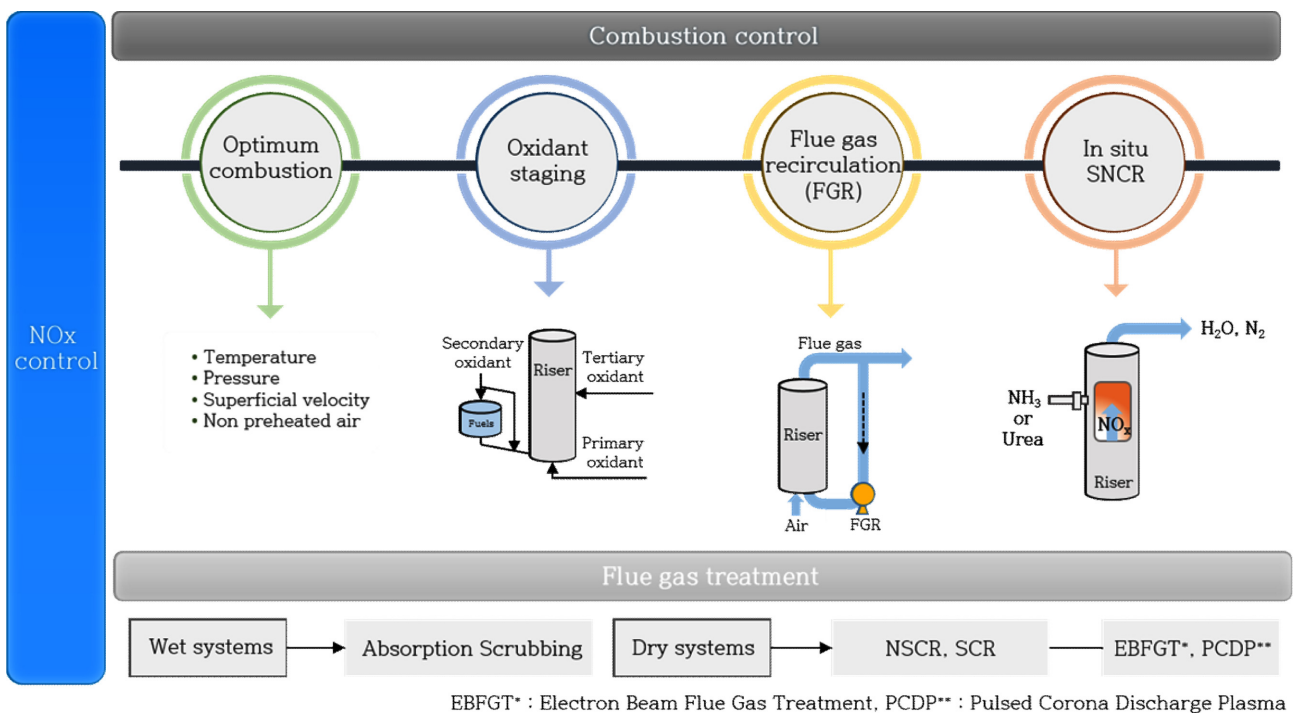 NOx
control
Combustion control
Optimum
combustion
Oxidant
staging
Flue gas
recirculation
(FGR)
In situ
SNCR
• Temperature
• Pressure
• Superficial velocity
• Non preheated air
Secondary
oxidant
Riser
Tertiary
oxidant
Fuels
Primary
oxidant
Flue gas
Riser
Air
FGR
H₂O, N₂
NH₃
or
Urea
NOₓ
Riser
Flue gas treatment
Wet systems
Absorption Scrubbing
Dry systems
NSCR, SCR
EBFGT*, PCDP**
EBFGT* : Electron Beam Flue Gas Treatment, PCDP** : Pulsed Corona Discharge Plasma